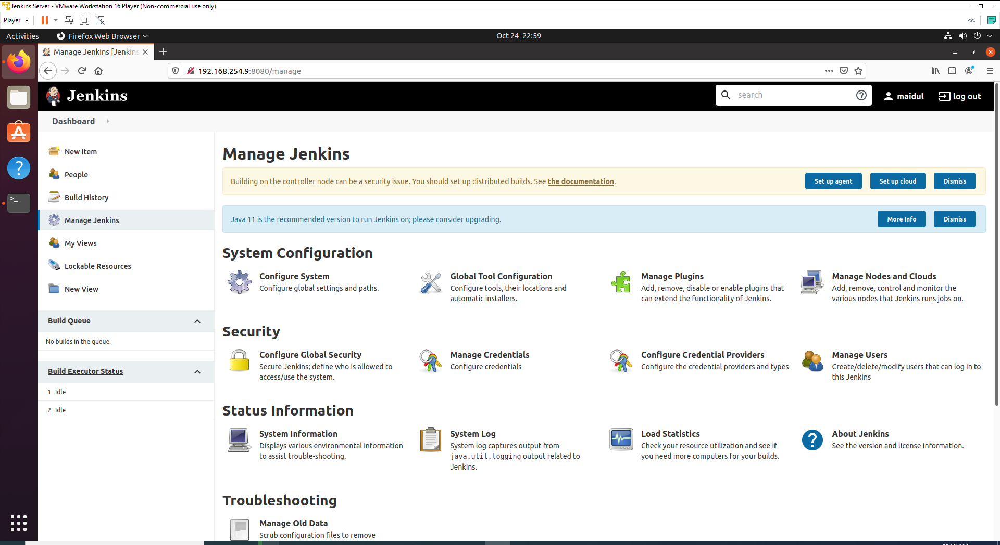 Jenkins Server - VMware Workstation 16 Player (Non-commercial use only)
Player
Activities
Firefox Web Browser
Oct 24 22:59
Manage Jenkins [Jenkins
192.168.254.9:8080/manage
Jenkins
search
maidul
log out
Dashboard
New Item
People
Build History
Manage Jenkins
My Views
Lockable Resources
New View
Build Queue
No builds in the queue.
Build Executor Status
1 Idle
2 Idle
Manage Jenkins
Building on the controller node can be a security issue. You should set up distributed builds. See the documentation.
Set up agent
Set up cloud
Dismiss
Java 11 is the recommended version to run Jenkins on; please consider upgrading.
More Info
Dismiss
System Configuration
Configure System
Configure global settings and paths.
Global Tool Configuration
Configure tools, their locations and
automatic installers.
Manage Plugins
Add, remove, disable or enable plugins that
can extend the functionality of Jenkins.
Manage Nodes and Clouds
Add, remove, control and monitor the
various nodes that Jenkins runs jobs on.
Security
Configure Global Security
Secure Jenkins; define who is allowed to
access/use the system.
Manage Credentials
Configure credentials
Configure Credential Providers
Configure the credential providers and types
Manage Users
Create/delete/modify users that can log in to
this Jenkins
Status Information
System Information
Displays various environmental information
to assist trouble-shooting.
System Log
System log captures output from
java.util.logging output related to
Jenkins.
Load Statistics
Check your resource utilization and see if
you need more computers for your builds.
About Jenkins
See the version and license information.
Troubleshooting
Manage Old Data
Scrub configuration files to remove